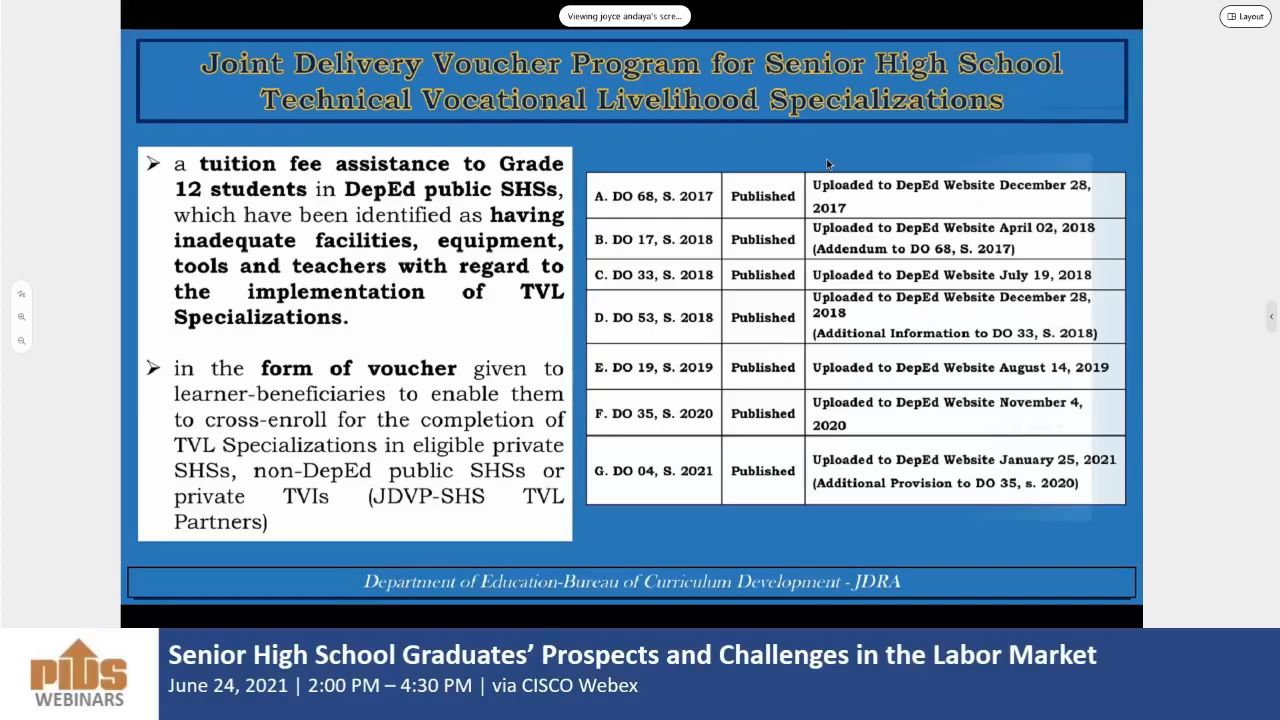 Viewing joyce andaya's scre...
Layout
Joint Delivery Voucher Program for Senior High School
Technical Vocational Livelihood Specializations
➢ a tuition fee assistance to Grade
12 students in DepEd public SHSs,
which have been identified as having
inadequate facilities, equipment,
tools and teachers with regard to
the implementation of TVL
Specializations.
➢ in the form of voucher given to
learner-beneficiaries to enable them
to cross-enroll for the completion of
TVL Specializations in eligible private
SHSs, non-DepEd public SHSs or
private TVIs (JDVP-SHS TVL
Partners)
A. DO 68, S. 2017 Published Uploaded to DepEd Website December 28,
2017
B. DO 17, S. 2018 Published Uploaded to DepEd Website April 02, 2018
(Addendum to DO 68, S. 2017)
C. DO 33, S. 2018 Published Uploaded to DepEd Website July 19, 2018
D. DO 53, S. 2018 Published Uploaded to DepEd Website December 28,
2018
(Additional Information to DO 33, S. 2018)
E. DO 19, S. 2019 Published Uploaded to DepEd Website August 14, 2019
F. DO 35, S. 2020 Published Uploaded to DepEd Website November 4,
2020
G. DO 04, S. 2021 Published Uploaded to DepEd Website January 25, 2021
(Additional Provision to DO 35, s. 2020)
Department of Education-Bureau of Curriculum Development - JDRA
PIDS
WEBINARS
Senior High School Graduates' Prospects and Challenges in the Labor Market
June 24, 2021 | 2:00 PM – 4:30 PM | via CISCO Webex